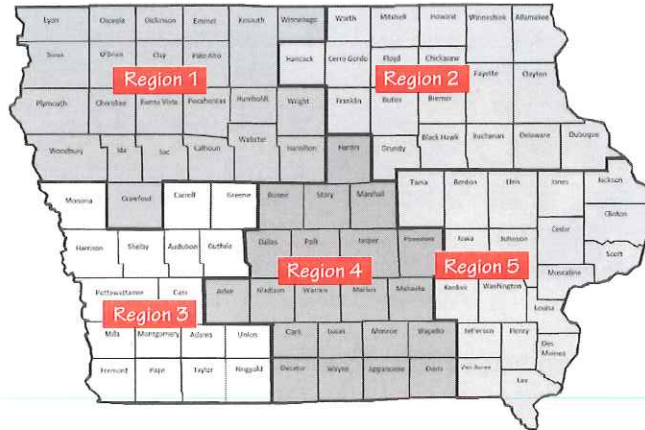 Lyon Osceola Dickinson Emmet Kossuth Winnebago Worth Mitchell Howard Winneshiek Allamakee
Sioux O'Brien Clay Palo Alto Hancock Cerro Gordo Floyd Chickasaw
Region 1
Region 2
Fayette Clayton
Plymouth Cherokee Buena Vista Pocahontas Humboldt Wright Franklin Butler Bremer
Woodbury Ida Sac Calhoun Webster Hamilton Hardin Grundy Black Hawk Buchanan Delaware Dubuque
Monona Crawford Carroll Greene Boone Story Marshall Tama Benton Linn Jones Jackson
Clinton
Harrison Shelby Audubon Guthrie Dallas Polk Jasper Poweshiek Iowa Johnson Cedar
Scott
Region 4
Region 5
Muscatine
Pottawattamie Cass Adair Madison Warren Marion Mahaska Keokuk Washington
Louisa
Region 3
Mills Montgomery Adams Union Clark Lucas Monroe Wapello Jefferson Henry
Des
Moines
Fremont Page Taylor Ringgold Decatur Wayne Appanoose Davis Van Buren
Lee